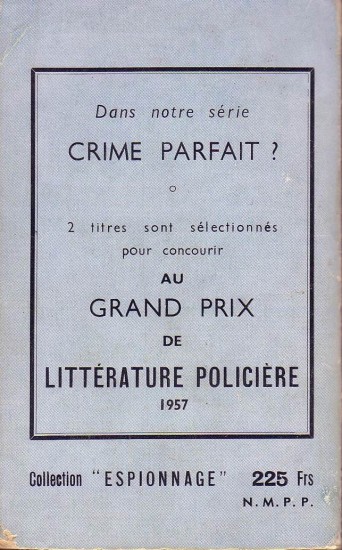 Dans notre série
CRIME PARFAIT ?
2 titres sont sélectionnés
pour concourir
AU
GRAND PRIX
DE
LITTÉRATURE POLICIÈRE
1957
Collection "ESPIONNAGE" 225 Frs
N. M. P. P.